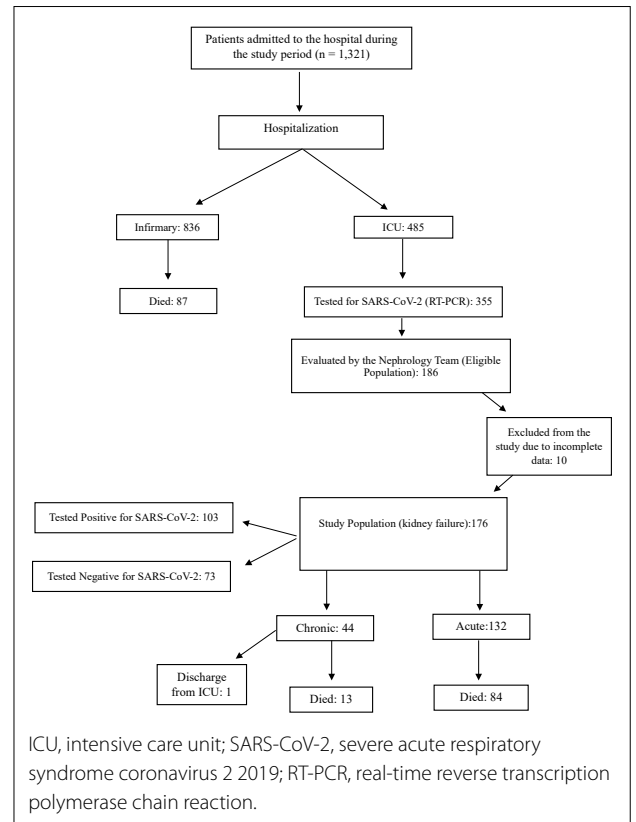 Patients admitted to the hospital during
the study period (n = 1,321)
Hospitalization
Infirmary: 836
ICU: 485
Died: 87
Tested for SARS-CoV-2 (RT-PCR): 355
Evaluated by the Nephrology Team (Eligible
Population): 186
Excluded from the
study due to incomplete
data: 10
Tested Positive for SARS-CoV-2: 103
Study Population (kidney failure):176
Tested Negative for SARS-CoV-2: 73
Chronic: 44
Acute:132
Discharge
from ICU: 1
Died: 13
Died: 84
ICU, intensive care unit; SARS-CoV-2, severe acute respiratory
syndrome coronavirus 2 2019; RT-PCR, real-time reverse transcription
polymerase chain reaction.